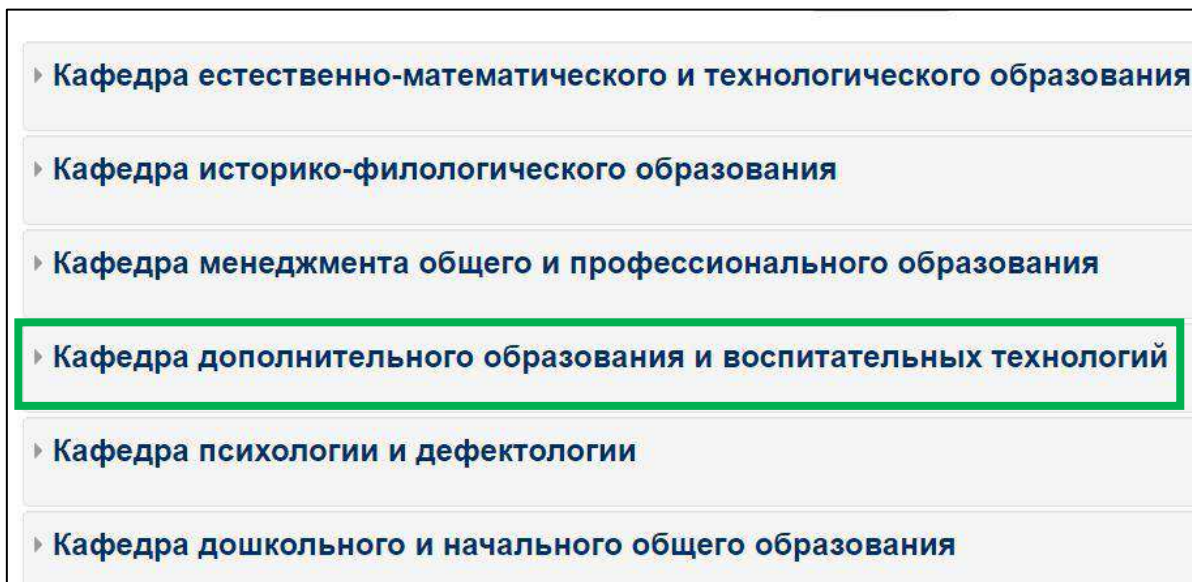 Кафедра естественно-математического и технологического образования
Кафедра историко-филологического образования
Кафедра менеджмента общего и профессионального образования
Кафедра дополнительного образования и воспитательных технологий
Кафедра психологии и дефектологии
Кафедра дошкольного и начального общего образования